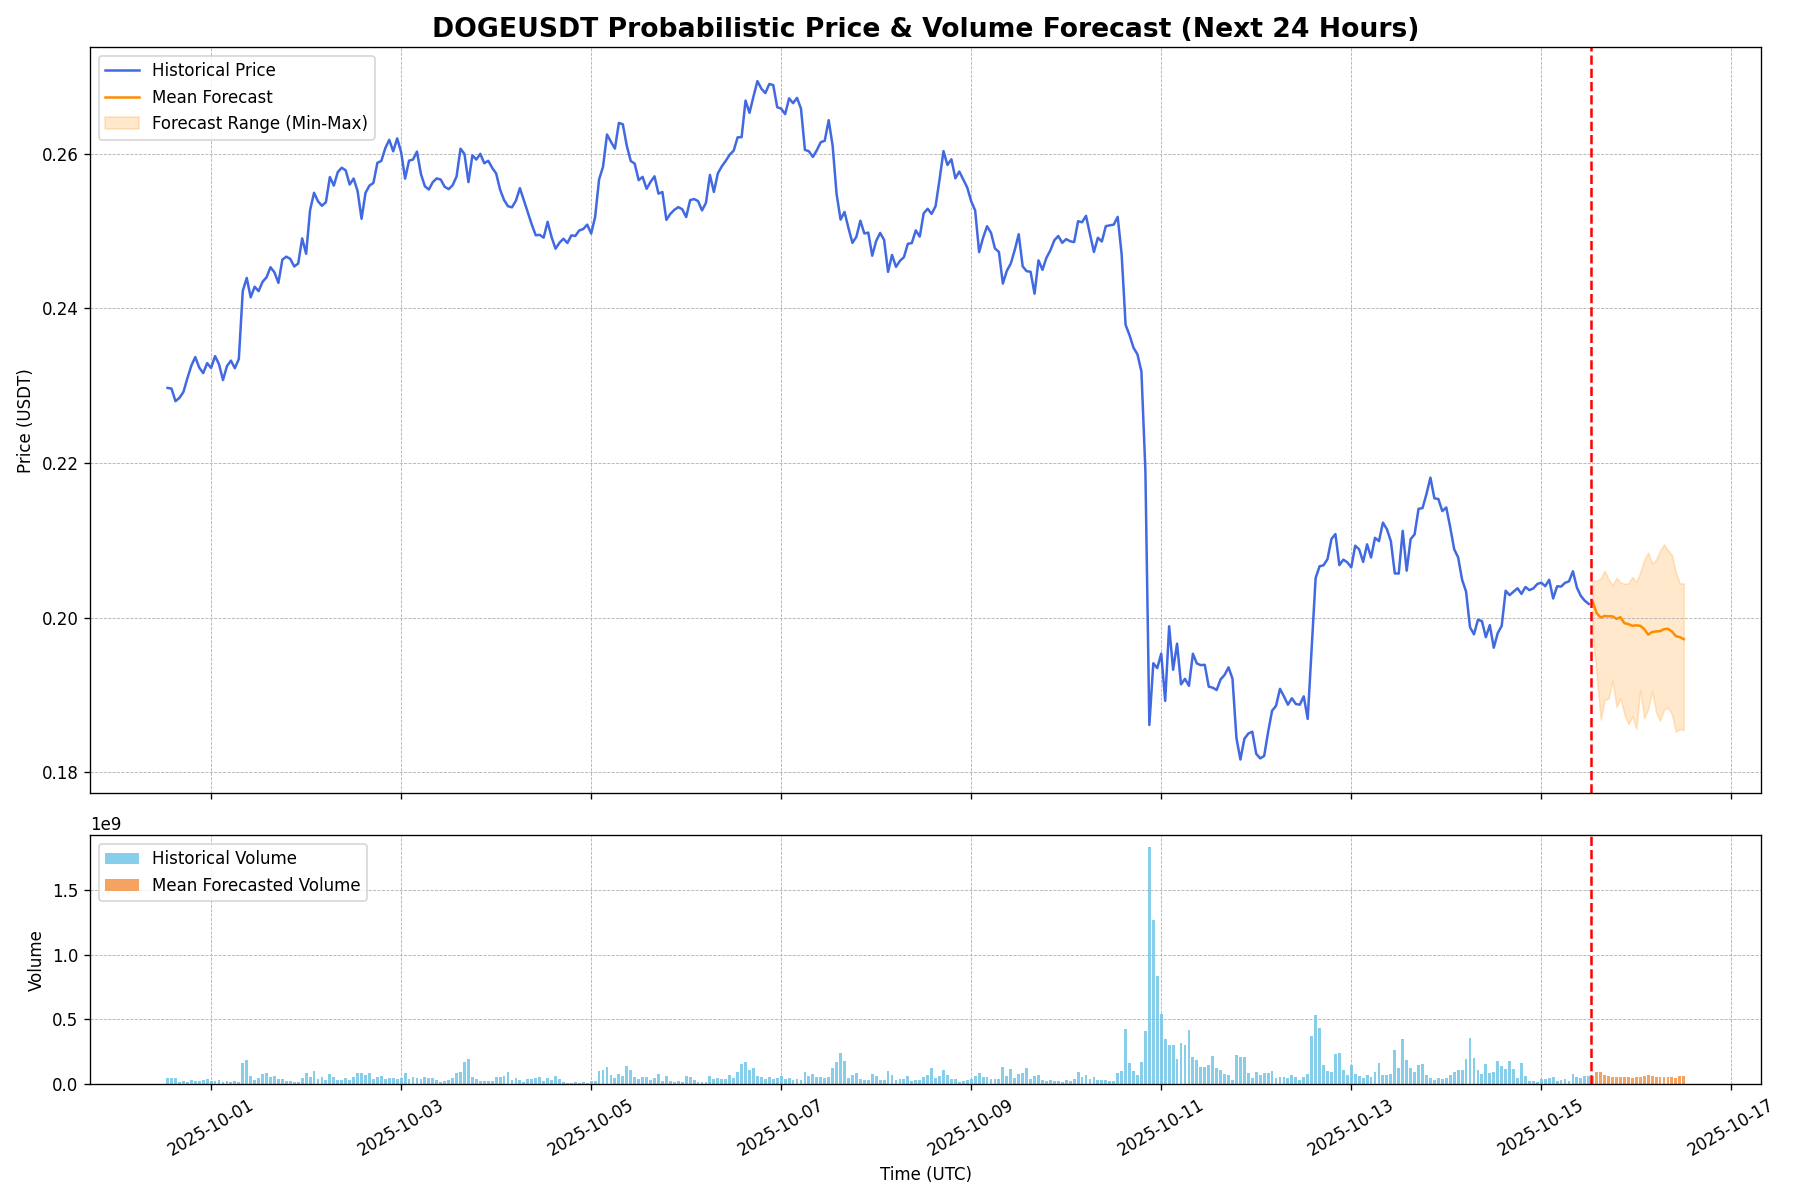 DOGEUSDT Probabilistic Price & Volume Forecast (Next 24 Hours)
Historical Price
Mean Forecast
Forecast Range (Min-Max)
Price (USDT)
0.26
0.24
0.22
0.20
0.18
1e9
Historical Volume
Mean Forecasted Volume
Volume
1.5
1.0
0.5
0.0
2025-10-01
2025-10-03
2025-10-05
2025-10-07
2025-10-09
2025-10-11
2025-10-13
2025-10-15
2025-10-17
Time (UTC)